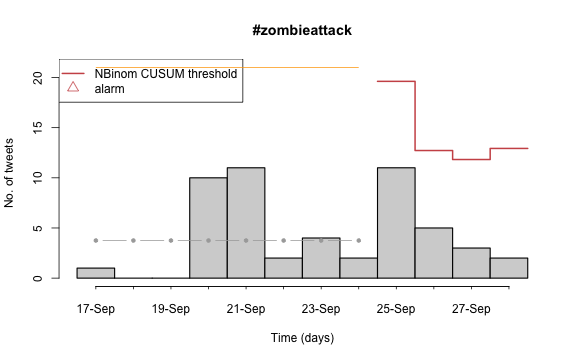 #zombieattack
NBinom CUSUM threshold
alarm
No. of tweets
20
15
10
5
0
17-Sep 19-Sep 21-Sep 23-Sep 25-Sep 27-Sep
Time (days)